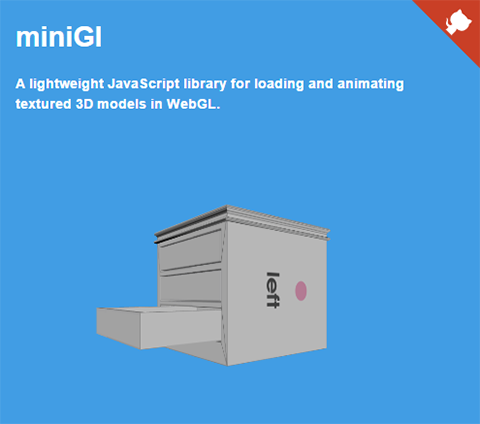 miniGl
A lightweight JavaScript library for loading and animating
textured 3D models in WebGL.
left